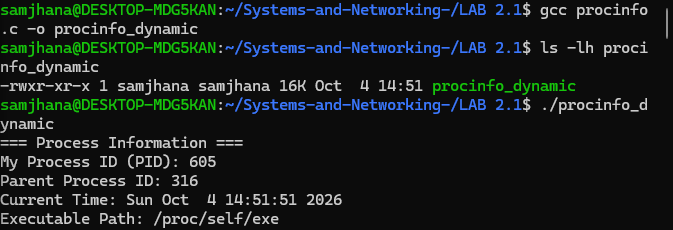 samjhana@DESKTOP-MDG5KAN:~/Systems-and-Networking-/LAB 2.1$ gcc procinfo
.c -o procinfo_dynamic
samjhana@DESKTOP-MDG5KAN:~/Systems-and-Networking-/LAB 2.1$ ls -lh proci
nfo_dynamic
-rwxr-xr-x 1 samjhana samjhana 16K Oct  4 14:51 procinfo_dynamic
samjhana@DESKTOP-MDG5KAN:~/Systems-and-Networking-/LAB 2.1$ ./procinfo_d
ynamic
=== Process Information ===
My Process ID (PID): 605
Parent Process ID: 316
Current Time: Sun Oct  4 14:51:51 2026
Executable Path: /proc/self/exe